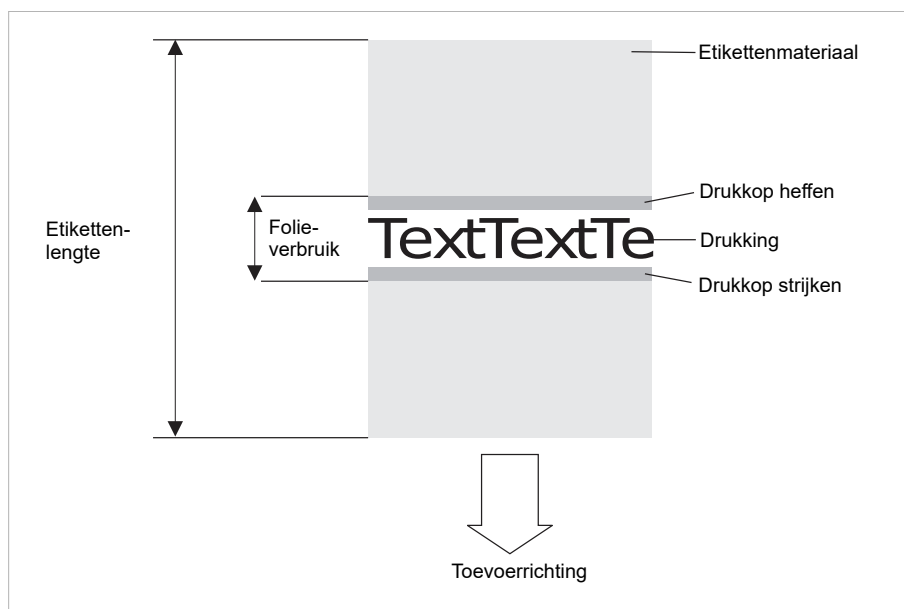 Etikettenmateriaal
Drukkop heffen
Etiketten-
lengte
Folie-
verbruik
TextTextTe
Drukking
Drukkop strijken
Toevoerrichting